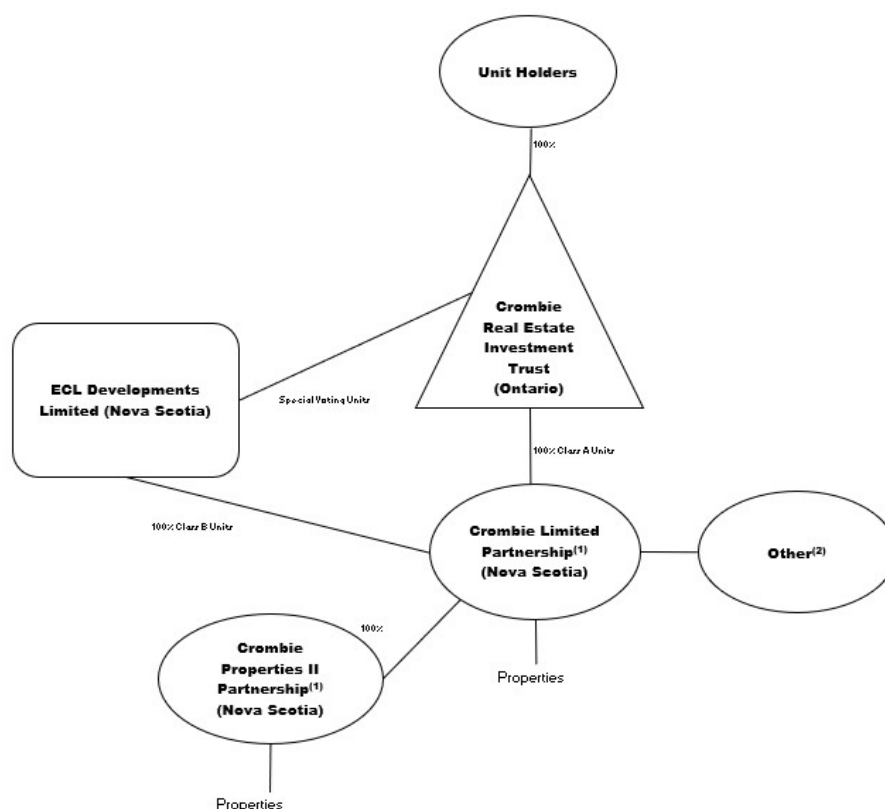 Unit Holders
100%
Crombie
Real Estate
Investment
Trust
(Ontario)
ECL Developments
Limited (Nova Scotia)
Special Voting Units
100% Class A Units
100% Class B Units
Crombie Limited
Partnership(1)
(Nova Scotia)
Other(2)
100%
Crombie
Properties II
Partnership(1)
(Nova Scotia)
Properties
Properties